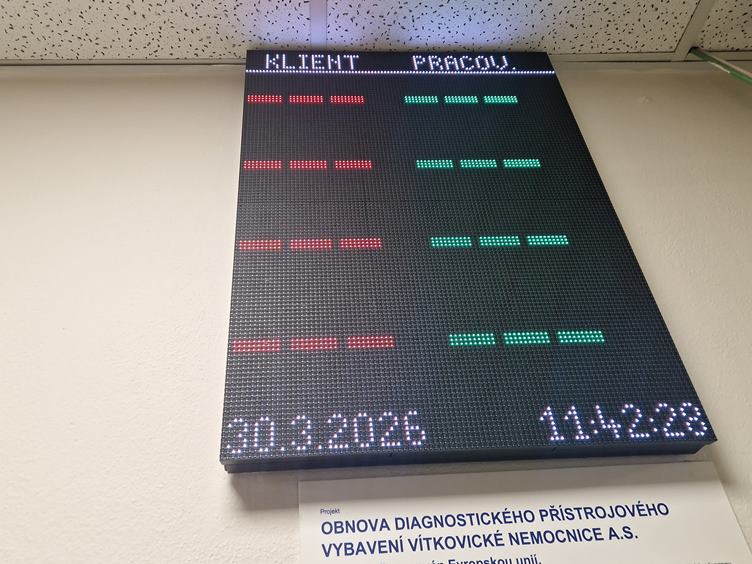 KLIENT PRACOV.
--- ---
--- ---
--- ---
--- ---
30.3.2026 11:42:28
Projekt
OBNOVA DIAGNOSTICKÉHO PŘÍSTROJOVÉHO
VYBAVENÍ VÍTKOVICKÉ NEMOCNICE A.S.
Evropskou unií.